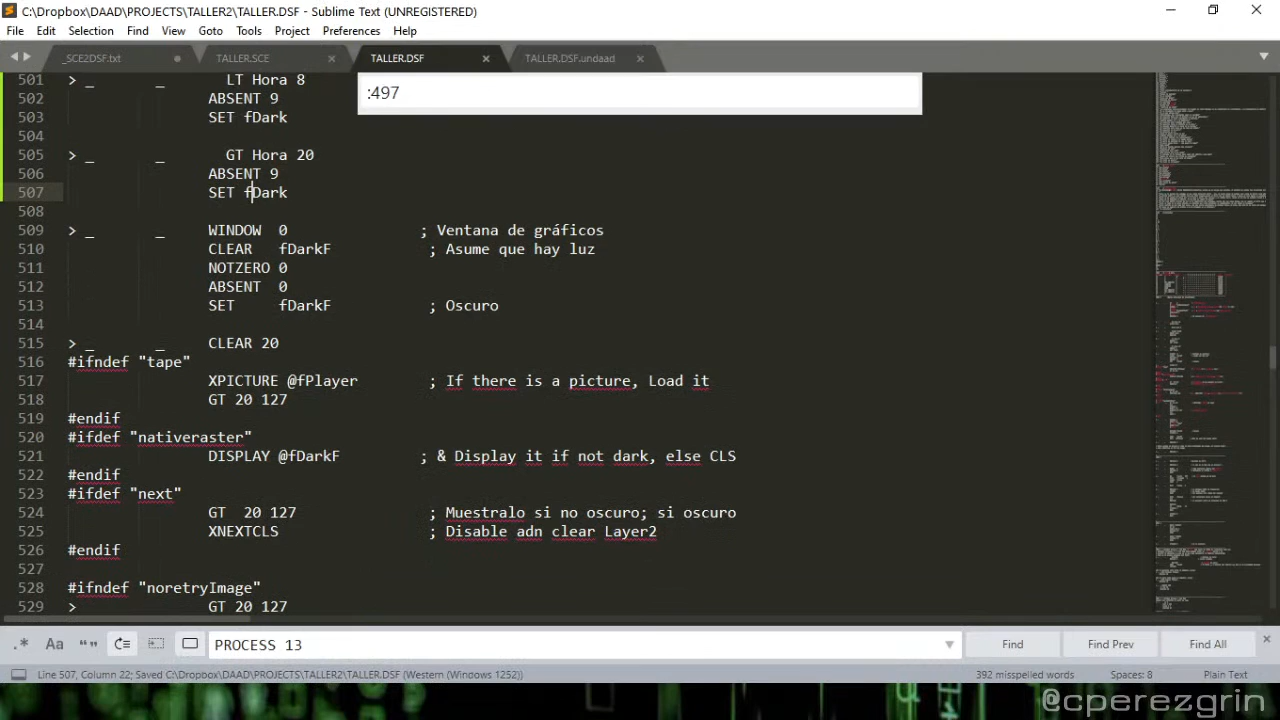 C:\Dropbox\DAAD\PROJECTS\TALLER2\TALLER.DSF - Sublime Text (UNREGISTERED)
File Edit Selection Find View Goto Tools Project Preferences Help
_SCE2DSF.txt TALLER.SCE TALLER.DSF TALLER.DSF.undaad
:497
501 > _ _ LT Hora 8
502 ABSENT 9
503 SET fDark
504
505 > _ _ GT Hora 20
506 ABSENT 9
507 SET fDark
508
509 > _ _ WINDOW 0 ; Ventana de gráficos
510 CLEAR fDarkF ; Asume que hay luz
511 NOTZERO 0
512 ABSENT 0
513 SET fDarkF ; Oscuro
514
515 > _ _ CLEAR 20
516 #ifndef "tape"
517 XPICTURE @fPlayer ; If there is a picture, Load it
518 GT 20 127
519 #endif
520 #ifdef "nativeraster"
521 DISPLAY @fDarkF ; & Display it if not dark, else CLS
522 #endif
523 #ifdef "next"
524 GT 20 127 ; Muestralo si no oscuro; si oscuro
525 XNEXTCLS ; Disable adn clear Layer2
526 #endif
527
528 #ifndef "noretryImage"
529 > GT 20 127
.* Aa “ ” PROCESS 13 Find Find Prev Find All
Line 507, Column 22; Saved C:\Dropbox\DAAD\PROJECTS\TALLER2\TALLER.DSF (Western (Windows 1252)) 392 misspelled words Spaces: 8 Plain Text
@cperezgrin